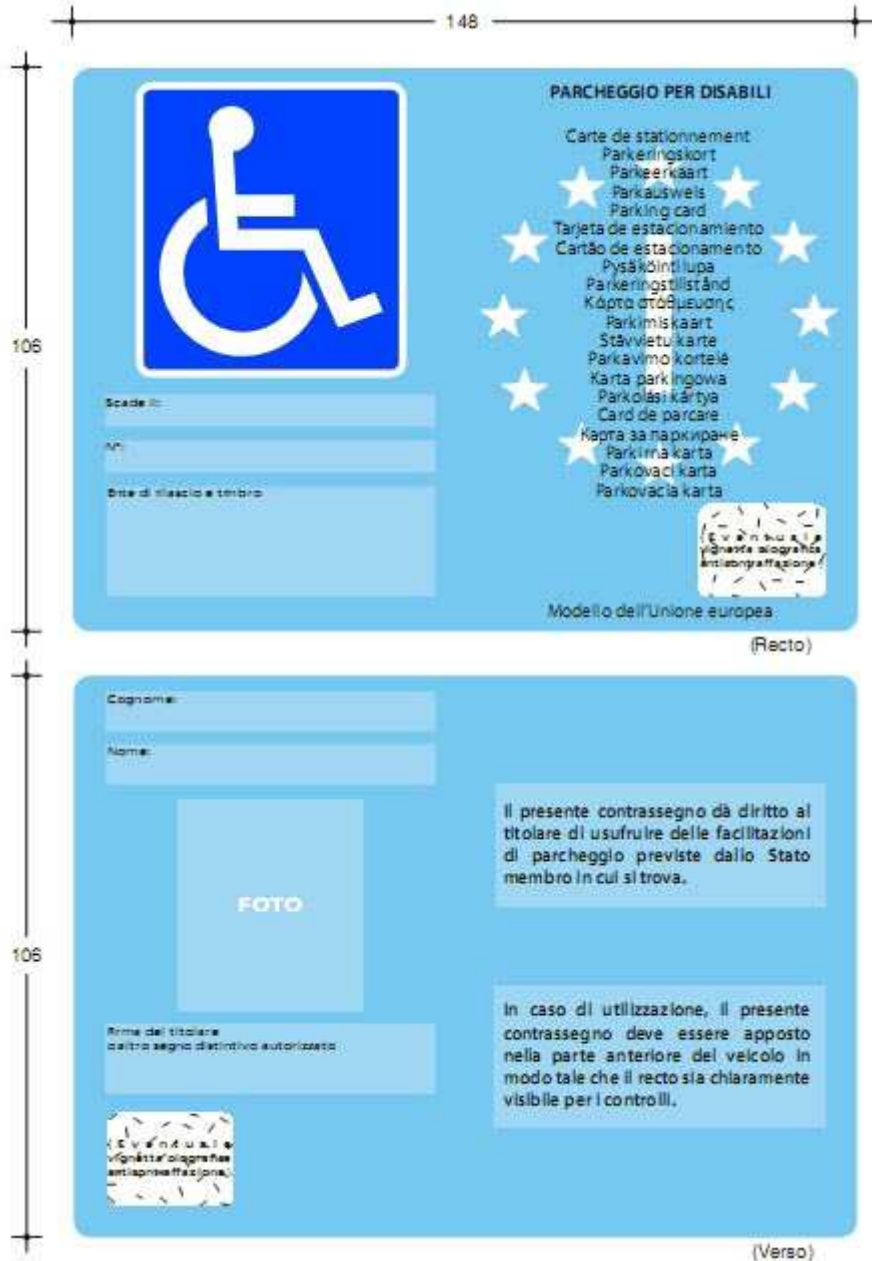 148
PARCHEGGIO PER DISABILI
Carte de stationnement
Parkeringskort
Parkeerkaart
Parkausweis
Parking card
Tarjeta de estacionamiento
Cartão de estacionamento
Pysäköintilupa
Parkeringstillstånd
Κάρτα στάθμευσης
Parkimiskaart
Stāvvietu karte
Parkavimo kortelė
Karta parkingowa
Parkolási kártya
Card de parcare
Карта за паркиране
Parkirna karta
Parkovací karta
Parkovacia karta
I
106
Scade il:
N°:
Ente di rilascio e timbro
(Eventuale
vignetta olografica
anticontraffazione)
Modello dell'Unione europea
(Recto)
Cognome:
Nome:
FOTO
106
Firma del titolare
o altro segno distintivo autorizzato
(Eventuale
vignetta olografica
anticontraffazione)
Il presente contrassegno dà diritto al
titolare di usufruire delle facilitazioni
di parcheggio previste dallo Stato
membro in cui si trova.
In caso di utilizzazione, il presente
contrassegno deve essere apposto
nella parte anteriore del veicolo in
modo tale che il recto sia chiaramente
visibile per i controlli.
(Verso)